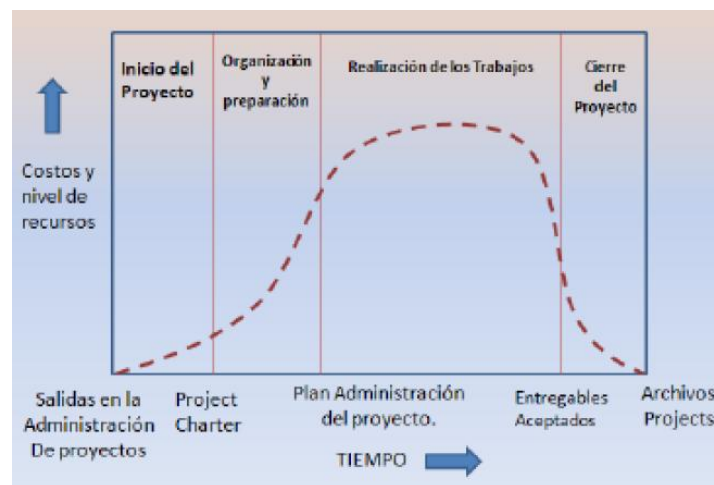 Inicio del
Proyecto
Organización
y
preparación
Realización de los Trabajos
Cierre
del
Proyecto
Costos y
nivel de
recursos
Salidas en la
Administración
De proyectos
Project
Charter
Plan Administración
del proyecto.
Entregables
Aceptados
Archivos
Projects
TIEMPO